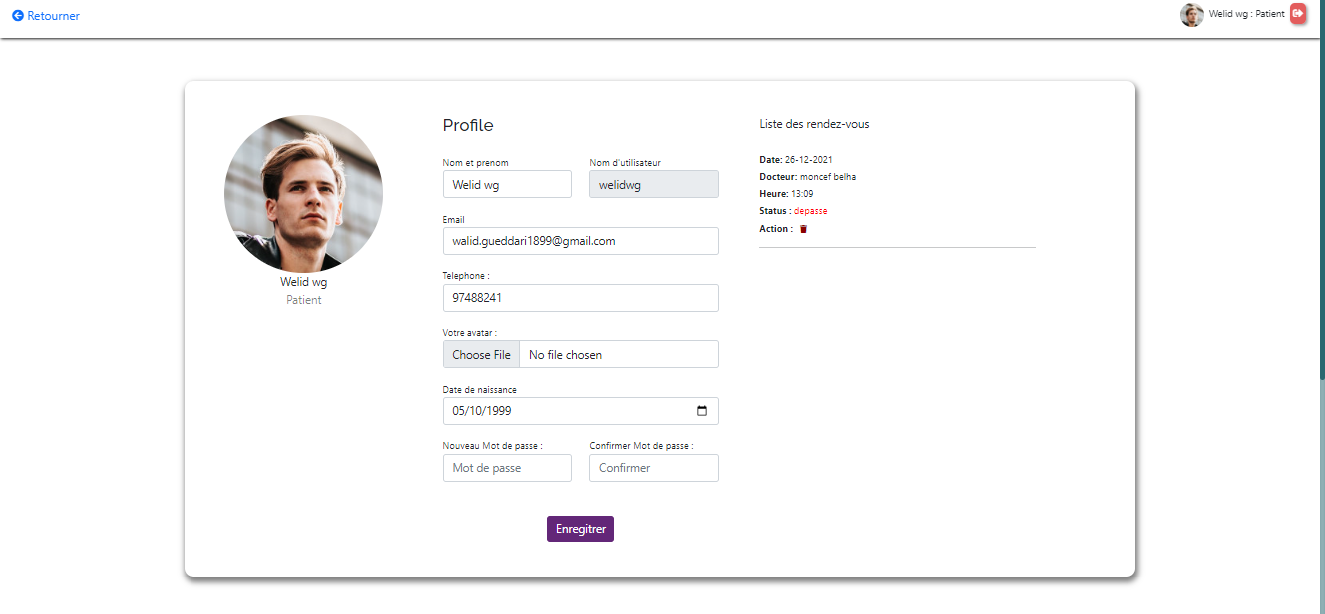 Retourner
Welid wg : Patient
Welid wg
Patient
Profile
Nom et prenom
Nom d'utilisateur
Welid wg
welidwg
Email
walid.gueddari1899@gmail.com
Telephone :
97488241
Votre avatar :
Choose File No file chosen
Date de naissance
05/10/1999
Nouveau Mot de passe :
Confirmer Mot de passe :
Mot de passe
Confirmer
Enregitrer
Liste des rendez-vous
Date: 26-12-2021
Docteur: moncef belha
Heure: 13:09
Status : depasse
Action :